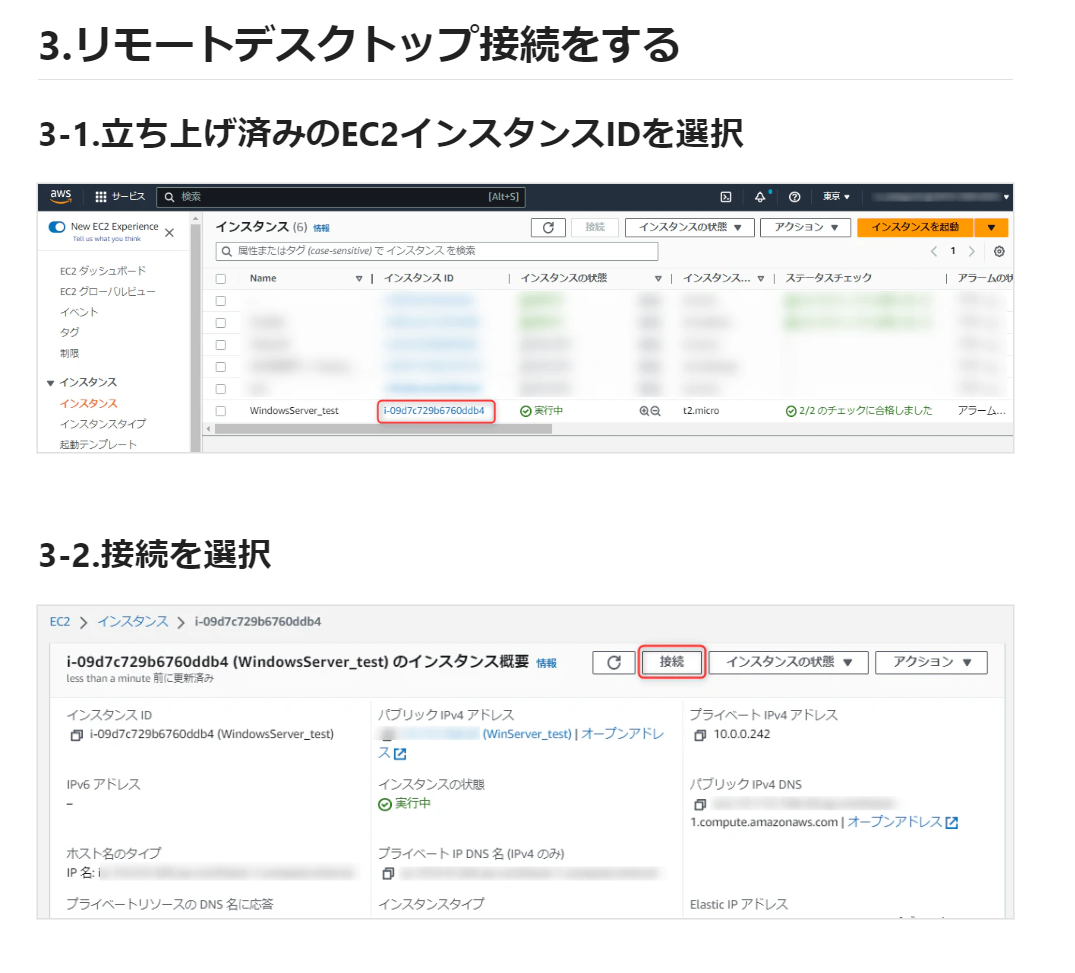 3.リモートデスクトップ接続をする
3-1.立ち上げ済みのEC2インスタンスIDを選択
aws サービス 検索 [Alt+S] 東京
New EC2 Experience
Tell us what you think
インスタンス (6) 情報 接続 インスタンスの状態 アクション インスタンスを起動
属性またはタグ (case-sensitive) で インスタンス を検索 1
EC2 ダッシュボード
EC2 グローバルビュー
イベント
タグ
制限
インスタンス
インスタンス
インスタンスタイプ
起動テンプレート
Name インスタンス ID インスタンスの状態 インスタンス... ステータスチェック アラームの状
WindowsServer_test i-09d7c729b6760ddb4 実行中 t2.micro 2/2 のチェックに合格しました アラーム...
3-2.接続を選択
EC2 > インスタンス > i-09d7c729b6760ddb4
i-09d7c729b6760ddb4 (WindowsServer_test) のインスタンス概要 情報 接続 インスタンスの状態 アクション
less than a minute 前に更新済み
インスタンス ID
i-09d7c729b6760ddb4 (WindowsServer_test)
パブリック IPv4 アドレス
(WinServer_test) | オープンアドレ
ス
プライベート IPv4 アドレス
10.0.0.242
IPv6 アドレス
–
インスタンスの状態
実行中
パブリック IPv4 DNS
1.compute.amazonaws.com | オープンアドレス
ホスト名のタイプ
IP 名: i
プライベート IP DNS 名 (IPv4 のみ)
プライベートリソースの DNS 名に応答
インスタンスタイプ
Elastic IP アドレス